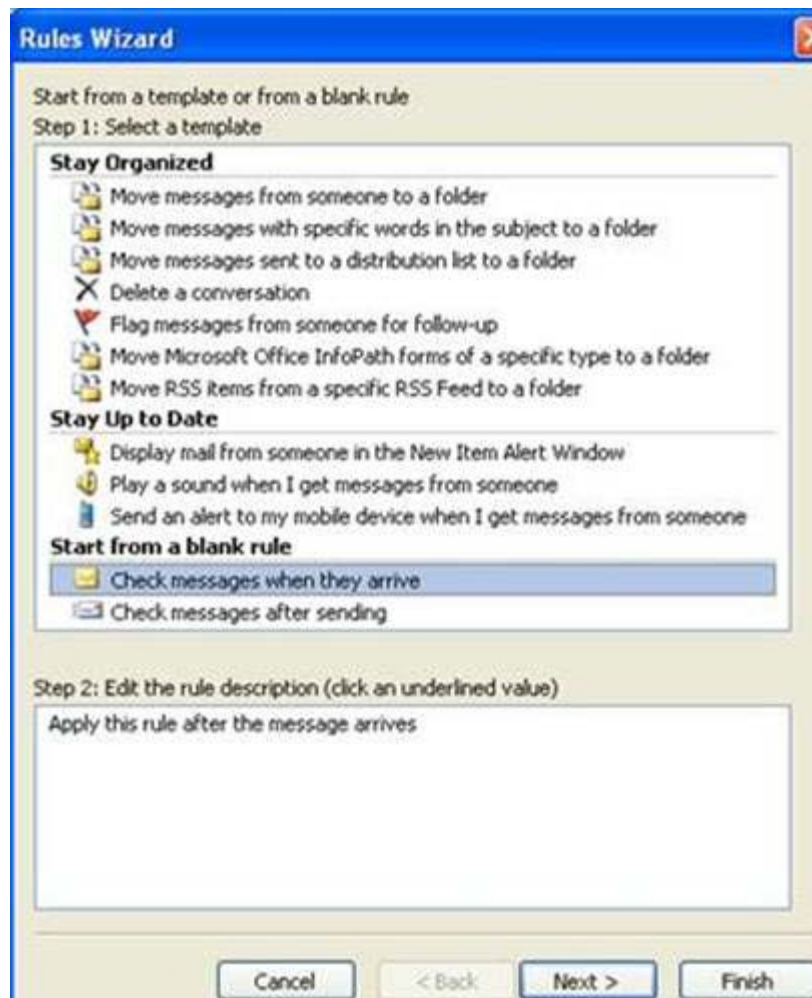 Rules Wizard
Start from a template or from a blank rule
Step 1: Select a template
Stay Organized
Move messages from someone to a folder
Move messages with specific words in the subject to a folder
Move messages sent to a distribution list to a folder
Delete a conversation
Flag messages from someone for follow-up
Move Microsoft Office InfoPath forms of a specific type to a folder
Move RSS items from a specific RSS Feed to a folder
Stay Up to Date
Display mail from someone in the New Item Alert Window
Play a sound when I get messages from someone
Send an alert to my mobile device when I get messages from someone
Start from a blank rule
Check messages when they arrive
Check messages after sending
Step 2: Edit the rule description (click an underlined value)
Apply this rule after the message arrives
Cancel < Back Next > Finish